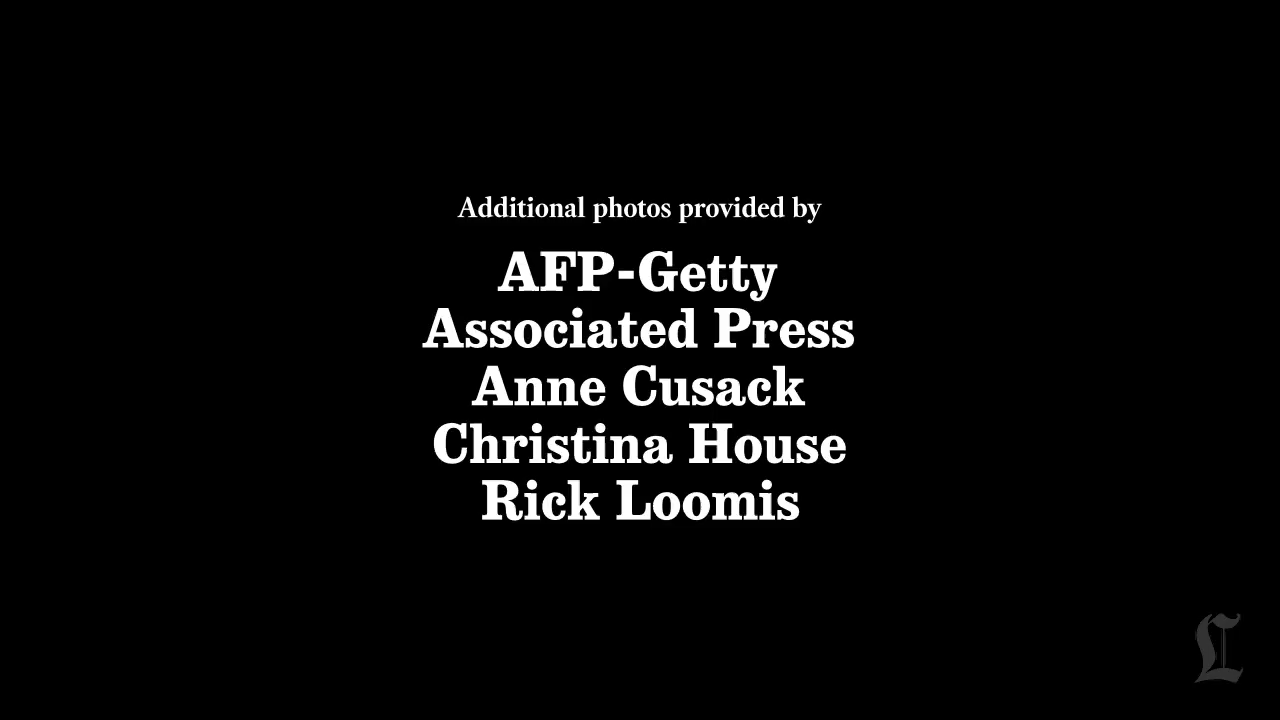 Additional photos provided by
AFP-Getty
Associated Press
Anne Cusack
Christina House
Rick Loomis
L